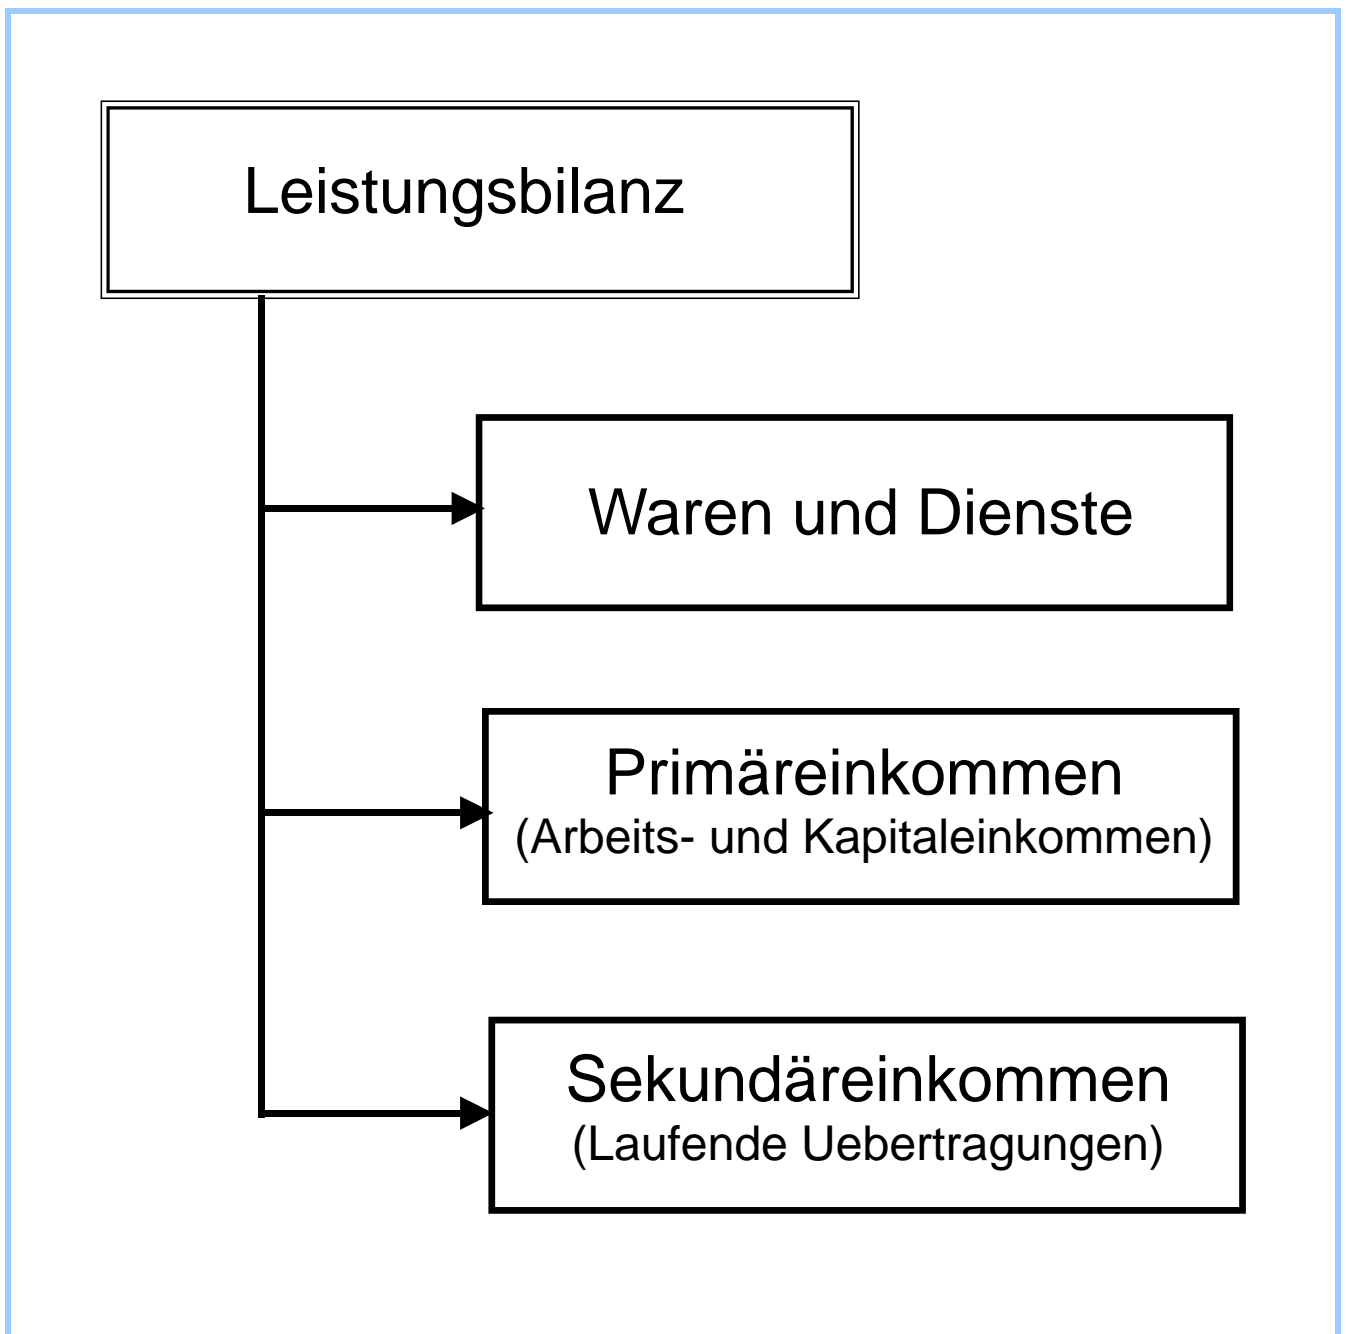 Leistungsbilanz
Waren und Dienste
Primäreinkommen
(Arbeits- und Kapitaleinkommen)
Sekundäreinkommen
(Laufende Uebertragungen)